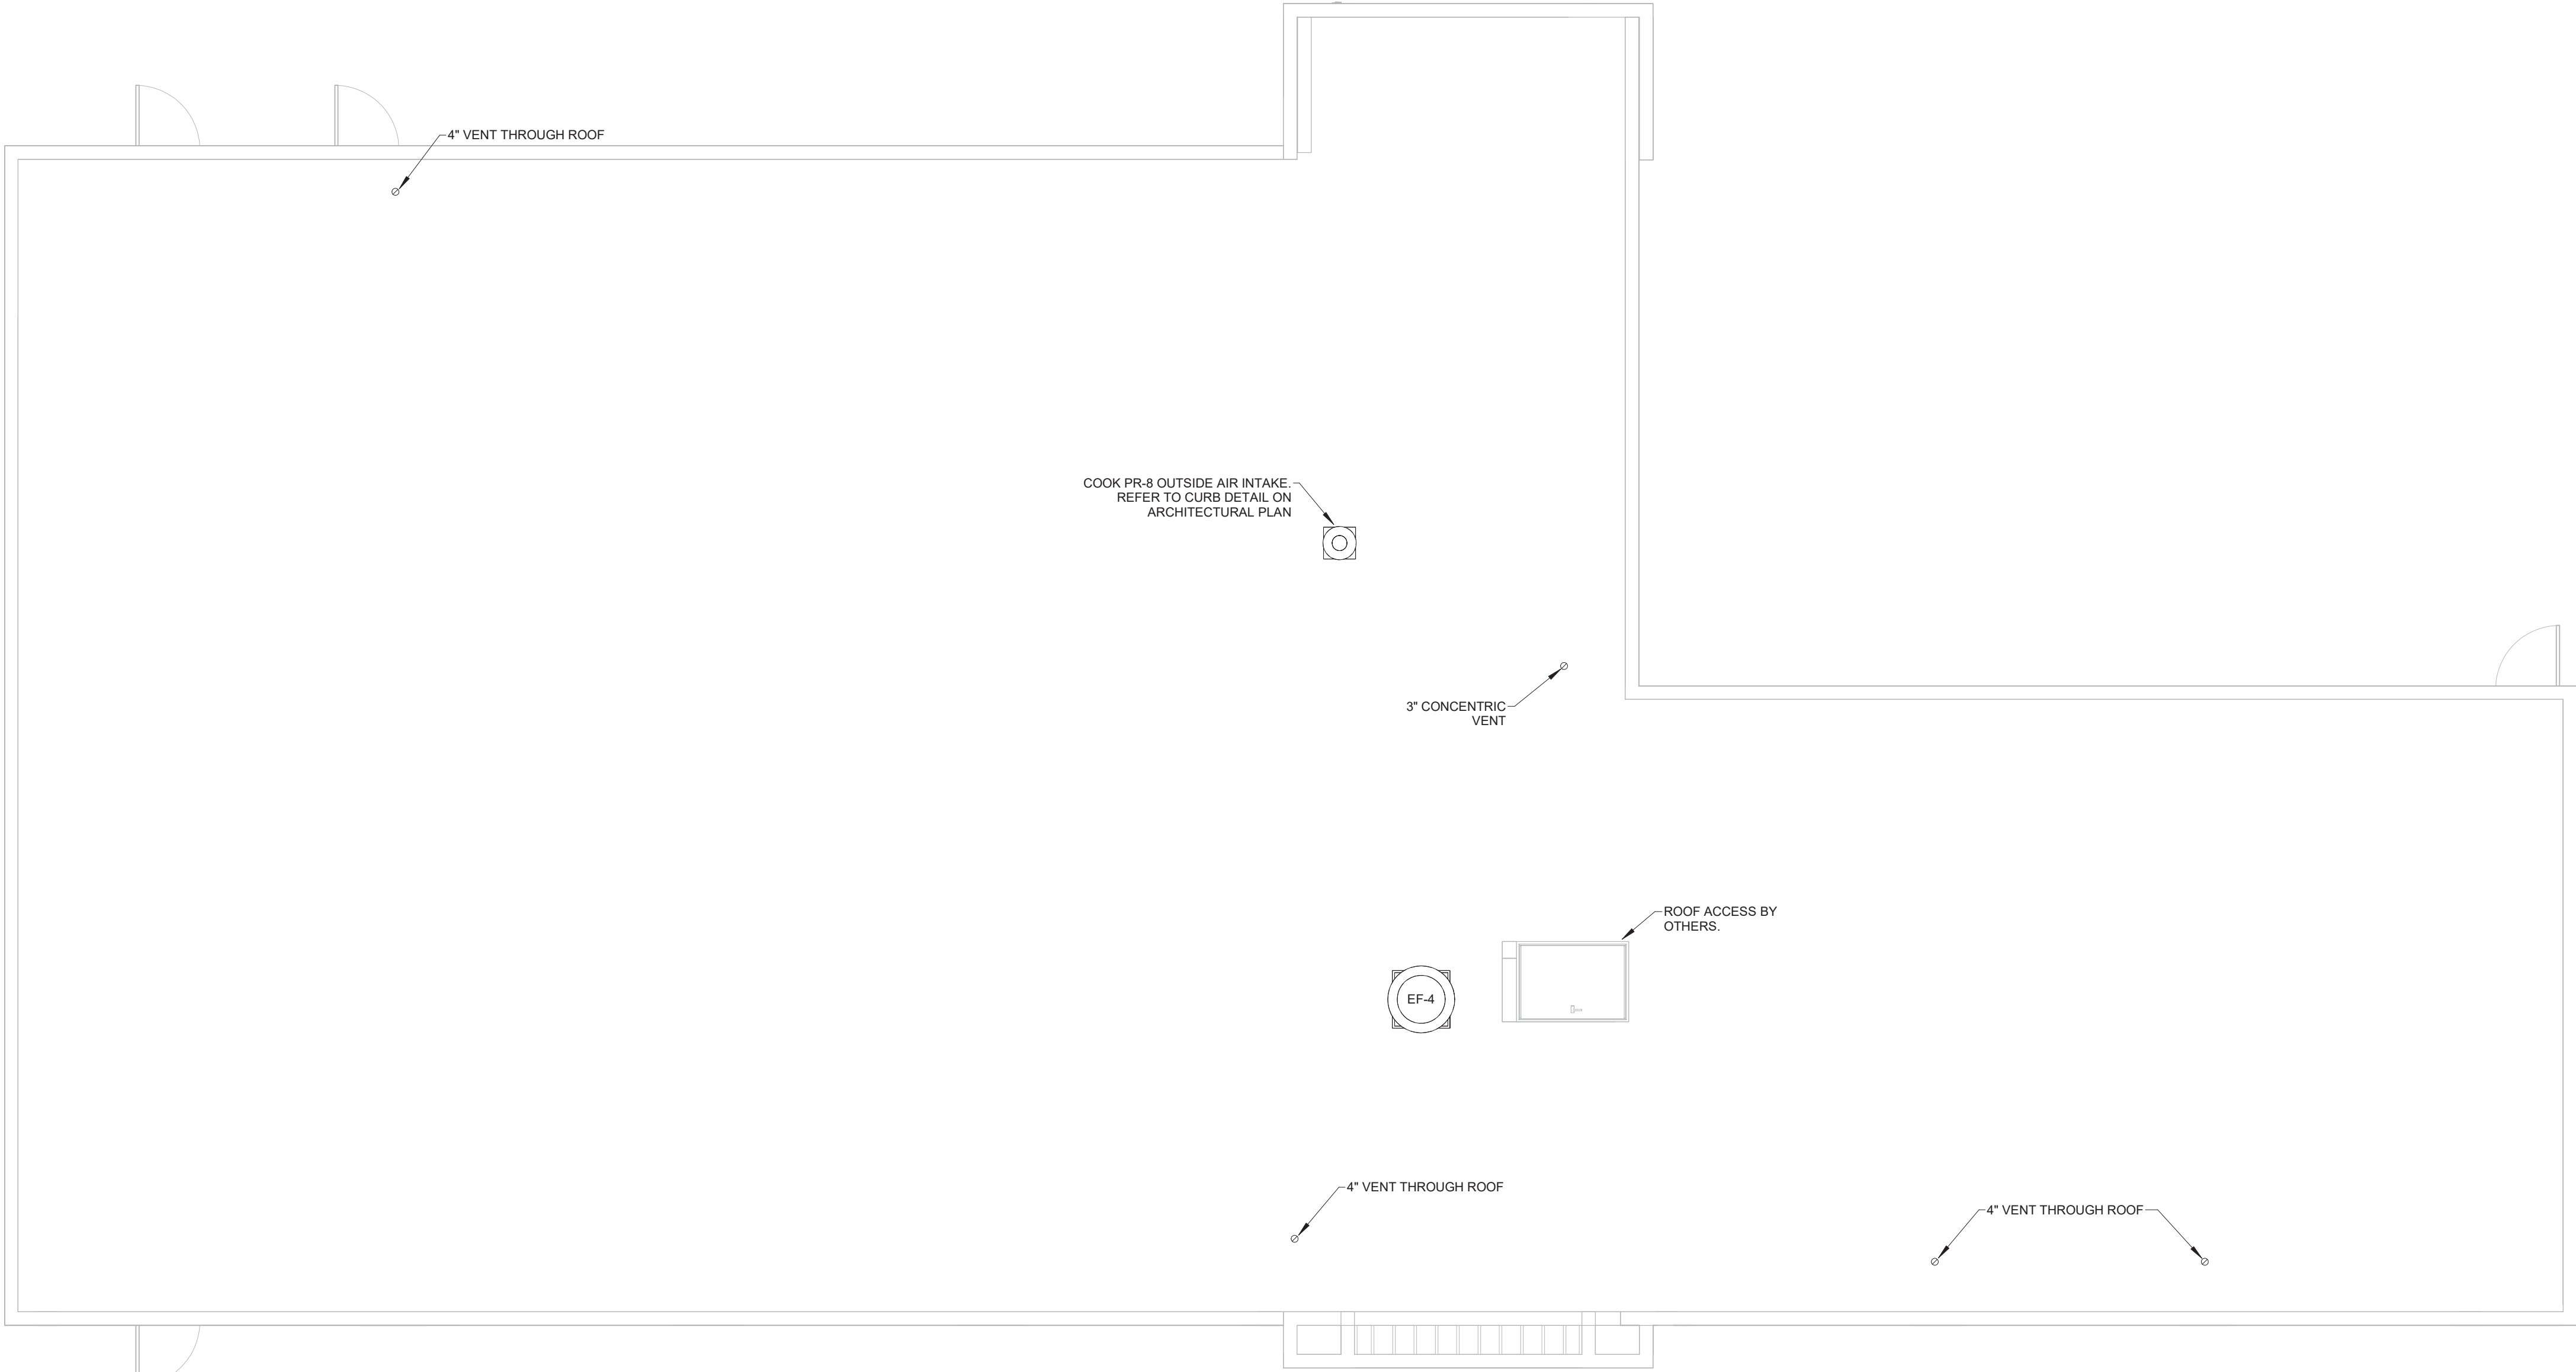 4" VENT THROUGH ROOF
COOK PR-8 OUTSIDE AIR INTAKE.
REFER TO CURB DETAIL ON
ARCHITECTURAL PLAN
3" CONCENTRIC
VENT
ROOF ACCESS BY
OTHERS.
EF-4
4" VENT THROUGH ROOF
4" VENT THROUGH ROOF